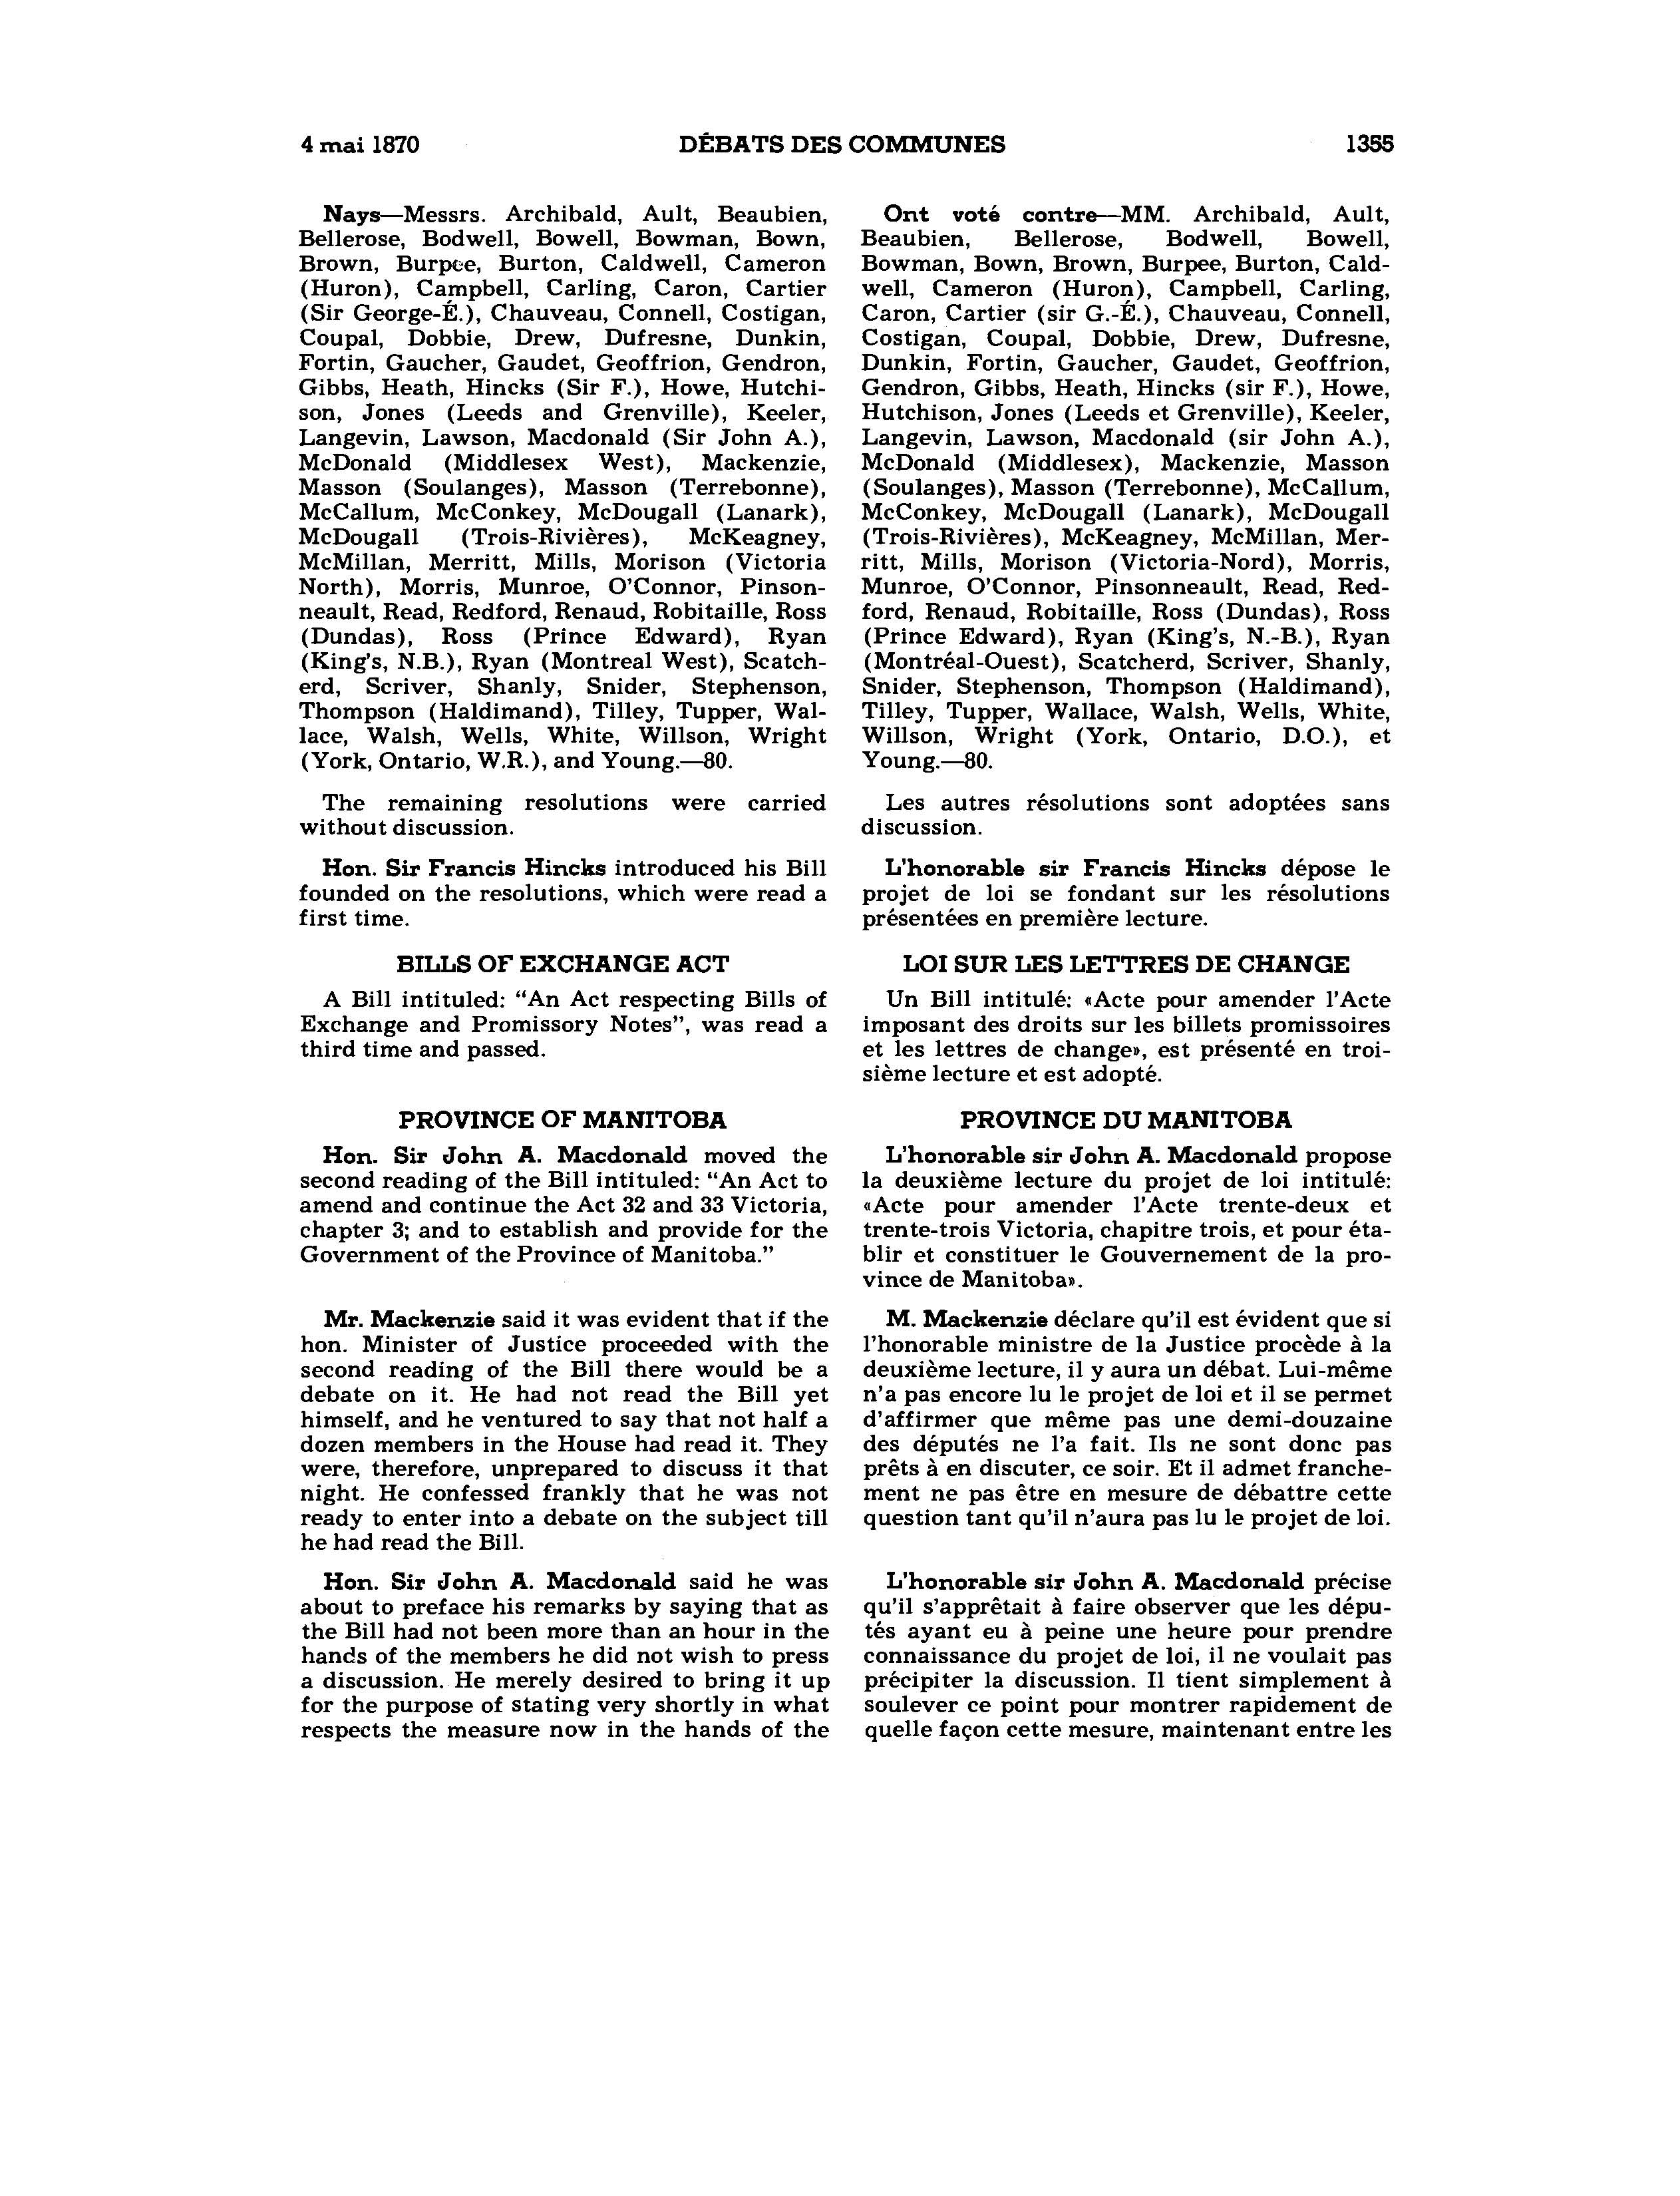 4 mai 1870
DÉBATS DES COMMUNES
1355
Nays—Messrs. Archibald, Ault, Beaubien,
Bellerose, Bodwell, Bowell, Bowman, Bown,
Brown, Burpee, Burton, Caldwell, Cameron
(Huron), Campbell, Carling, Caron, Cartier
(Sir George-É.), Chauveau, Connell, Costigan,
Coupal, Dobbie, Drew, Dufresne, Dunkin,
Fortin, Gaucher, Gaudet, Geoffrion, Gendron,
Gibbs, Heath, Hincks (Sir F.), Howe, Hutchi-
son, Jones (Leeds and Grenville), Keeler,
Langevin, Lawson, Macdonald (Sir John A.),
McDonald (Middlesex West), Mackenzie,
Masson (Soulanges), Masson (Terrebonne),
McCallum, McConkey, McDougall (Lanark),
McDougall (Trois-Rivières), McKeagney,
McMillan, Merritt, Mills, Morison (Victoria
North), Morris, Munroe, O'Connor, Pinson-
neault, Read, Redford, Renaud, Robitaille, Ross
(Dundas), Ross (Prince Edward), Ryan
(King's, N.B.), Ryan (Montreal West), Scatch-
erd, Scriver, Shanly, Snider, Stephenson,
Thompson (Haldimand), Tilley, Tupper, Wal-
lace, Walsh, Wells, White, Willson, Wright
(York, Ontario, W.R.), and Young.—80.
The remaining resolutions were carried
without discussion.
Hon. Sir Francis Hincks introduced his Bill
founded on the resolutions, which were read a
first time.
BILLS OF EXCHANGE ACT
A Bill intituled: “An Act respecting Bills of
Exchange and Promissory Notes”, was read a
third time and passed.
PROVINCE OF MANITOBA
Hon. Sir John A. Macdonald moved the
second reading of the Bill intituled: “An Act to
amend and continue the Act 32 and 33 Victoria,
chapter 3; and to establish and provide for the
Government of the Province of Manitoba.”
Mr. Mackenzie said it was evident that if the
hon. Minister of Justice proceeded with the
second reading of the Bill there would be a
debate on it. He had not read the Bill yet
himself, and he ventured to say that not half a
dozen members in the House had read it. They
were, therefore, unprepared to discuss it that
night. He confessed frankly that he was not
ready to enter into a debate on the subject till
he had read the Bill.
Hon. Sir John A. Macdonald said he was
about to preface his remarks by saying that as
the Bill had not been more than an hour in the
hands of the members he did not wish to press
a discussion. He merely desired to bring it up
for the purpose of stating very shortly in what
respects the measure now in the hands of the
Ont voté contre—MM. Archibald, Ault,
Beaubien, Bellerose, Bodwell, Bowell,
Bowman, Bown, Brown, Burpee, Burton, Cald-
well, Cameron (Huron), Campbell, Carling,
Caron, Cartier (sir G.-É.), Chauveau, Connell,
Costigan, Coupal, Dobbie, Drew, Dufresne,
Dunkin, Fortin, Gaucher, Gaudet, Geoffrion,
Gendron, Gibbs, Heath, Hincks (sir F.), Howe,
Hutchison, Jones (Leeds et Grenville), Keeler,
Langevin, Lawson, Macdonald (sir John A.),
McDonald (Middlesex), Mackenzie, Masson
(Soulanges), Masson (Terrebonne), McCallum,
McConkey, McDougall (Lanark), McDougall
(Trois-Rivières), McKeagney, McMillan, Mer-
ritt, Mills, Morison (Victoria-Nord), Morris,
Munroe, O'Connor, Pinsonneault, Read, Red-
ford, Renaud, Robitaille, Ross (Dundas), Ross
(Prince Edward), Ryan (King's, N.-B.), Ryan
(Montréal-Ouest), Scatcherd, Scriver, Shanly,
Snider, Stephenson, Thompson (Haldimand),
Tilley, Tupper, Wallace, Walsh, Wells, White,
Willson, Wright (York, Ontario, D.O.), et
Young.—80.
Les autres résolutions sont adoptées sans
discussion.
L'honorable sir Francis Hincks dépose le
projet de loi se fondant sur les résolutions
présentées en première lecture.
LOI SUR LES LETTRES DE CHANGE
Un Bill intitulé: «Acte pour amender l'Acte
imposant des droits sur les billets promissoires
et les lettres de change», est présenté en troi-
sième lecture et est adopté.
PROVINCE DU MANITOBA
L'honorable sir John A. Macdonald propose
la deuxième lecture du projet de loi intitulé:
«Acte pour amender l'Acte trente-deux et
trente-trois Victoria, chapitre trois, et pour éta-
blir et constituer le Gouvernement de la pro-
vince de Manitoba».
M. Mackenzie déclare qu'il est évident que si
l'honorable ministre de la Justice procède à la
deuxième lecture, il y aura un débat. Lui-même
n'a pas encore lu le projet de loi et il se permet
d'affirmer que même pas une demi-douzaine
des députés ne l'a fait. Ils ne sont donc pas
prêts à en discuter, ce soir. Et il admet franche-
ment ne pas être en mesure de débattre cette
question tant qu'il n'aura pas lu le projet de loi.
L'honorable sir John A. Macdonald précise
qu'il s'apprêtait à faire observer que les dépu-
tés ayant eu à peine une heure pour prendre
connaissance du projet de loi, il ne voulait pas
précipiter la discussion. Il tient simplement à
soulever ce point pour montrer rapidement de
quelle façon cette mesure, maintenant entre les